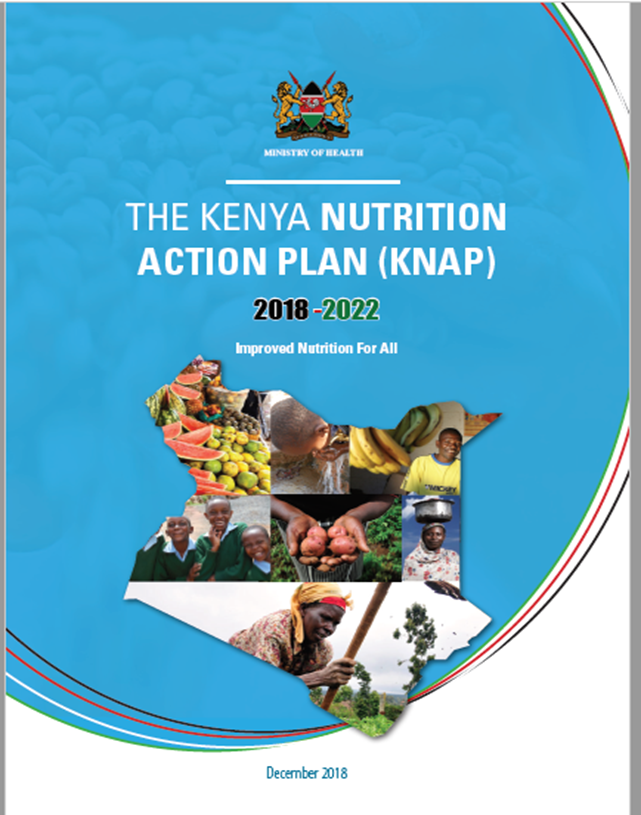 MINISTRY OF HEALTH
THE KENYA NUTRITION
ACTION PLAN (KNAP)
2018 -2022
Improved Nutrition For All
December 2018